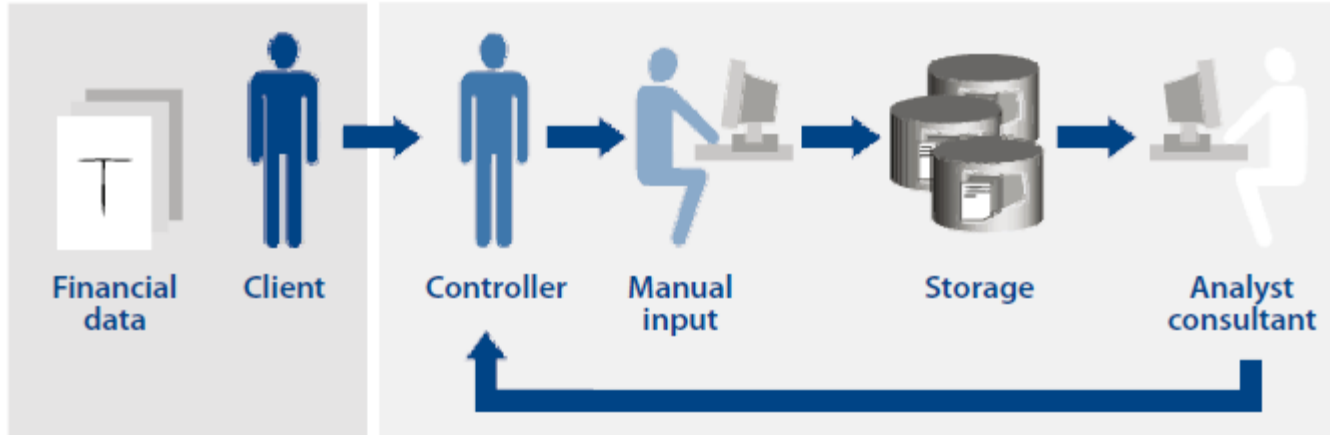 Financial
data
Client
Controller
Manual
input
Storage
Analyst
consultant